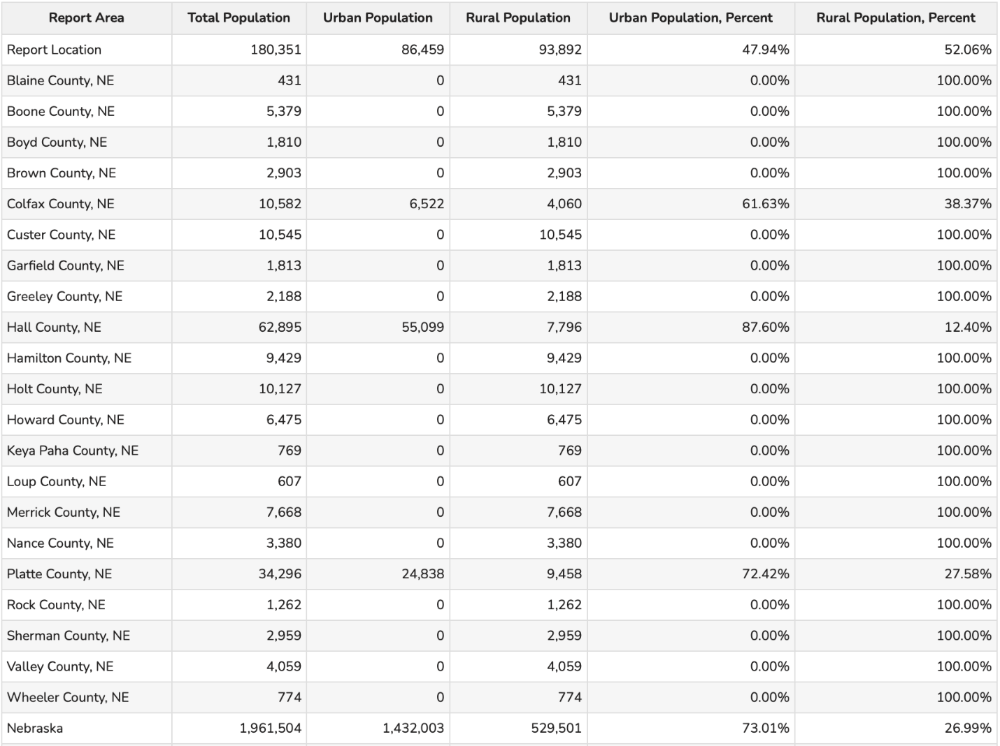 Report Area Total Population Urban Population Rural Population Urban Population, Percent Rural Population, Percent
Report Location 180,351 86,459 93,892 47.94% 52.06%
Blaine County, NE 431 0 431 0.00% 100.00%
Boone County, NE 5,379 0 5,379 0.00% 100.00%
Boyd County, NE 1,810 0 1,810 0.00% 100.00%
Brown County, NE 2,903 0 2,903 0.00% 100.00%
Colfax County, NE 10,582 6,522 4,060 61.63% 38.37%
Custer County, NE 10,545 0 10,545 0.00% 100.00%
Garfield County, NE 1,813 0 1,813 0.00% 100.00%
Greeley County, NE 2,188 0 2,188 0.00% 100.00%
Hall County, NE 62,895 55,099 7,796 87.60% 12.40%
Hamilton County, NE 9,429 0 9,429 0.00% 100.00%
Holt County, NE 10,127 0 10,127 0.00% 100.00%
Howard County, NE 6,475 0 6,475 0.00% 100.00%
Keya Paha County, NE 769 0 769 0.00% 100.00%
Loup County, NE 607 0 607 0.00% 100.00%
Merrick County, NE 7,668 0 7,668 0.00% 100.00%
Nance County, NE 3,380 0 3,380 0.00% 100.00%
Platte County, NE 34,296 24,838 9,458 72.42% 27.58%
Rock County, NE 1,262 0 1,262 0.00% 100.00%
Sherman County, NE 2,959 0 2,959 0.00% 100.00%
Valley County, NE 4,059 0 4,059 0.00% 100.00%
Wheeler County, NE 774 0 774 0.00% 100.00%
Nebraska 1,961,504 1,432,003 529,501 73.01% 26.99%